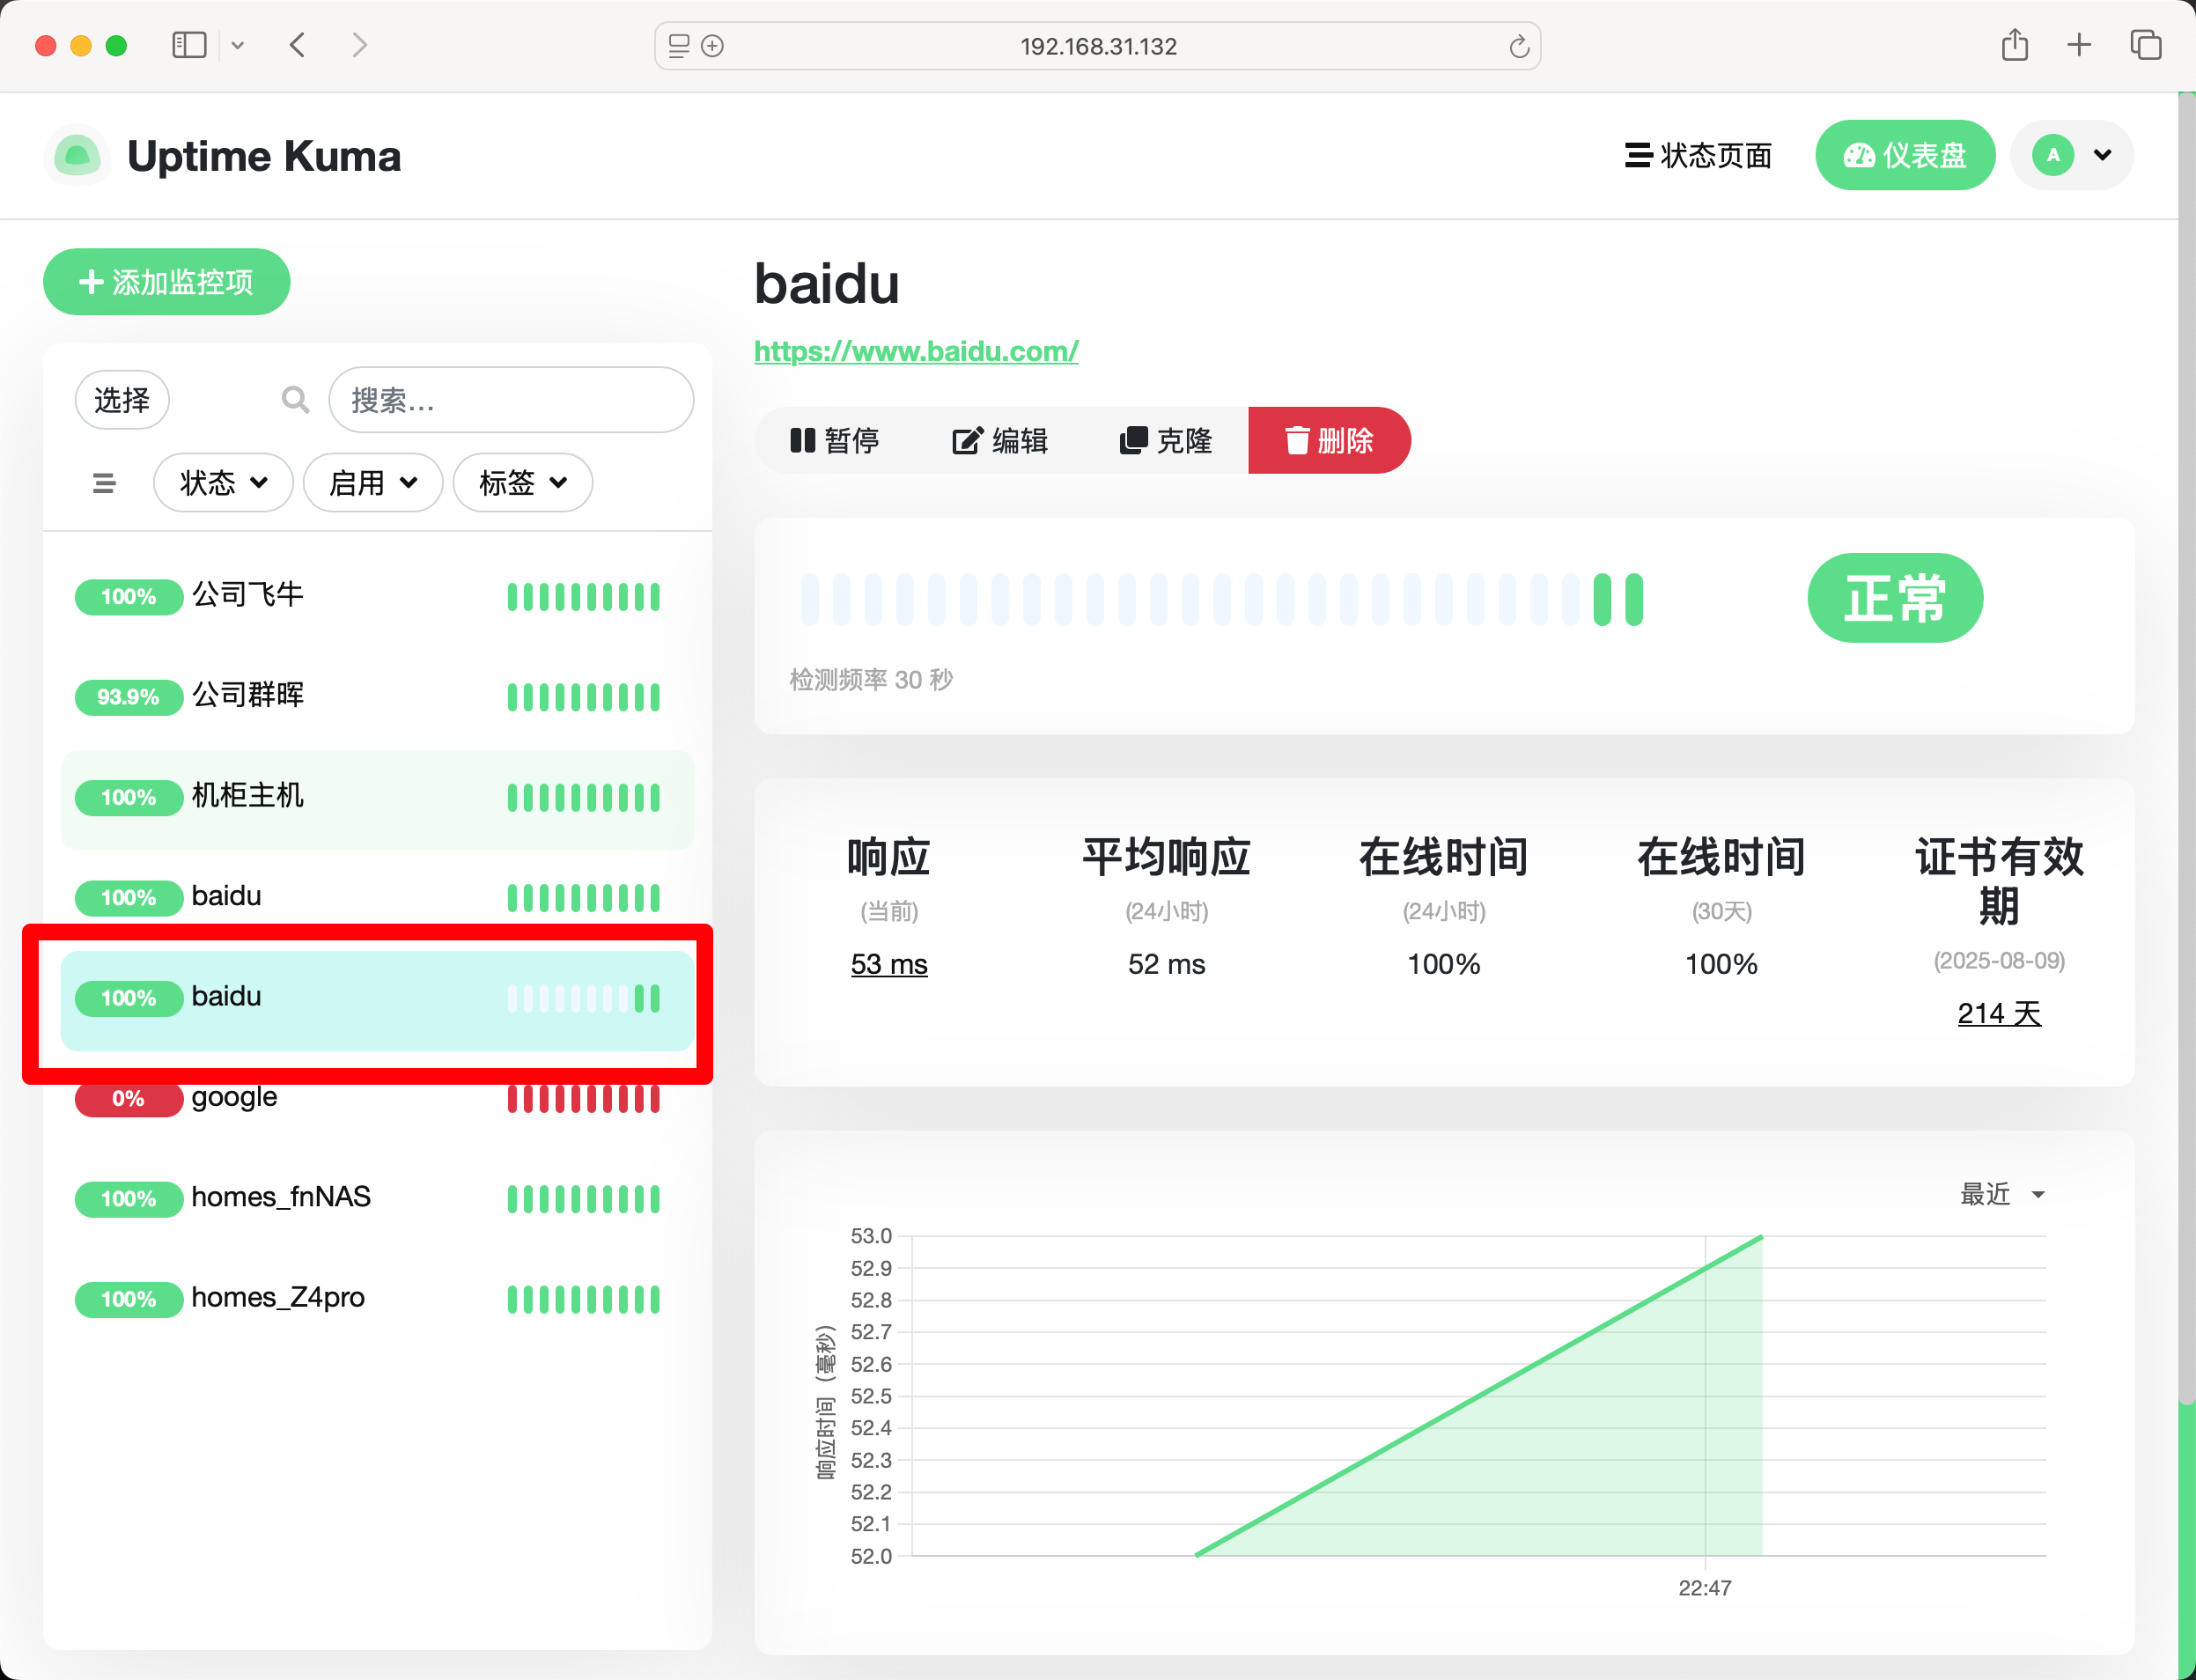 192.168.31.132
Uptime Kuma
状态页面
仪表盘
A
添加监控项
选择
搜索...
状态
启用
标签
100% 公司飞牛
93.9% 公司群晖
100% 机柜主机
100% baidu
100% baidu
0% google
100% homes_fnNAS
100% homes_Z4pro
baidu
https://www.baidu.com/
暂停
编辑
克隆
删除
正常
检测频率 30 秒
响应
(当前)
53 ms
平均响应
(24小时)
52 ms
在线时间
(24小时)
100%
在线时间
(30天)
100%
证书有效
期
(2025-08-09)
214 天
最近
响应时间（毫秒）
53.0
52.9
52.8
52.7
52.6
52.5
52.4
52.3
52.2
52.1
52.0
22:47